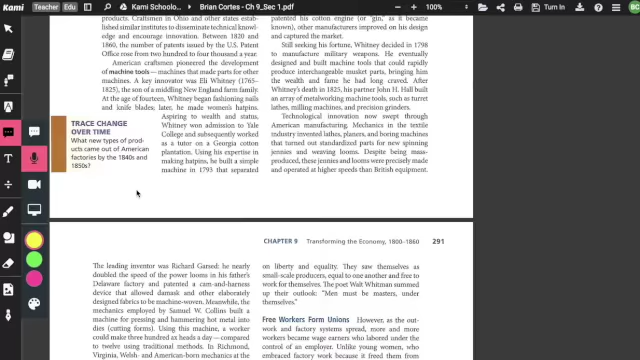 Kami
Teacher
Edu
Kami Schoolo...
Brian Cortes - Ch 9_Sec 1.pdf
125%
Turn In
BC
products. Craftsmen in Ohio and other states established
special institutes to disseminate technical knowl-
edge and encourage innovation. Between 1820 and
1860, the number of patents issued by the U.S. Patent
Office rose from two hundred to four thousand a year.
American craftsmen pioneered the development
of machine tools — machines that made parts for other
machines. A key innovator was Eli Whitney (1765–
1825), the son of a middling New England farm family.
At the age of fourteen, Whitney began fashioning nails
and knife blades; later, he made women's hatpins.
Aspiring to wealth and status,
Whitney won admission to Yale
College and subsequently worked
as a tutor on a Georgia cotton
plantation. Using his expertise in
making hatpins, he built a simple
machine in 1793 that separated
TRACE CHANGE
OVER TIME
What new types of prod-
ucts came out of American
factories by the 1840s and
1850s?
patented his cotton engine (or "gin," as it became
known), other manufacturers improved on his design
and captured the market.
Still seeking his fortune, Whitney decided in 1798
to manufacture military weapons. He eventually
designed and built machine tools that could rapidly
produce interchangeable musket parts, bringing him
the wealth and fame he had long craved. After
Whitney's death in 1825, his partner John H. Hall built
an array of metalworking machine tools, such as turret
lathes, milling machines, and precision grinders.
Technological innovation now swept through
American manufacturing. Mechanics in the textile
industry invented lathes, planers, and boring machines
that turned out standardized parts for new spinning
jennies and weaving looms. Despite being mass-
produced, these jennies and looms were precisely made
and operated at higher speeds than British equipment.
CHAPTER 9 Transforming the Economy, 1800–1860 291
The leading inventor was Richard Garsed: he nearly
doubled the speed of the power looms in his father's
Delaware factory and patented a cam-and-harness
device that allowed damask and other elaborately
designed fabrics to be machine-woven. Meanwhile, the
mechanics employed by Samuel W. Collins built a
machine for pressing and hammering hot metal into
dies (cutting forms). Using this machine, a worker
could make three hundred ax heads a day — compared
to twelve using traditional methods. In Richmond,
Virginia, Welsh- and American-born mechanics at the
on liberty and equality. They saw themselves as
small-scale producers, equal to one another and free to
work for themselves. The poet Walt Whitman summed
up their outlook: "Men must be masters, under
themselves."
Free Workers Form Unions However, as the out-
work and factory systems spread, more and more
workers became wage earners who labored under the
control of an employer. Unlike young women, who
embraced factory work because it freed them from